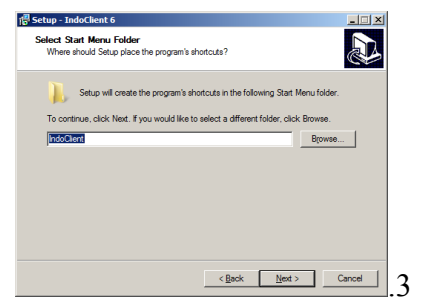 Setup - IndoClient 6
Select Start Menu Folder
Where should Setup place the program's shortcuts?
Setup will create the program's shortcuts in the following Start Menu folder.
To continue, click Next. If you would like to select a different folder, click Browse.
IndoClient
Browse...
< Back
Next >
Cancel
.3